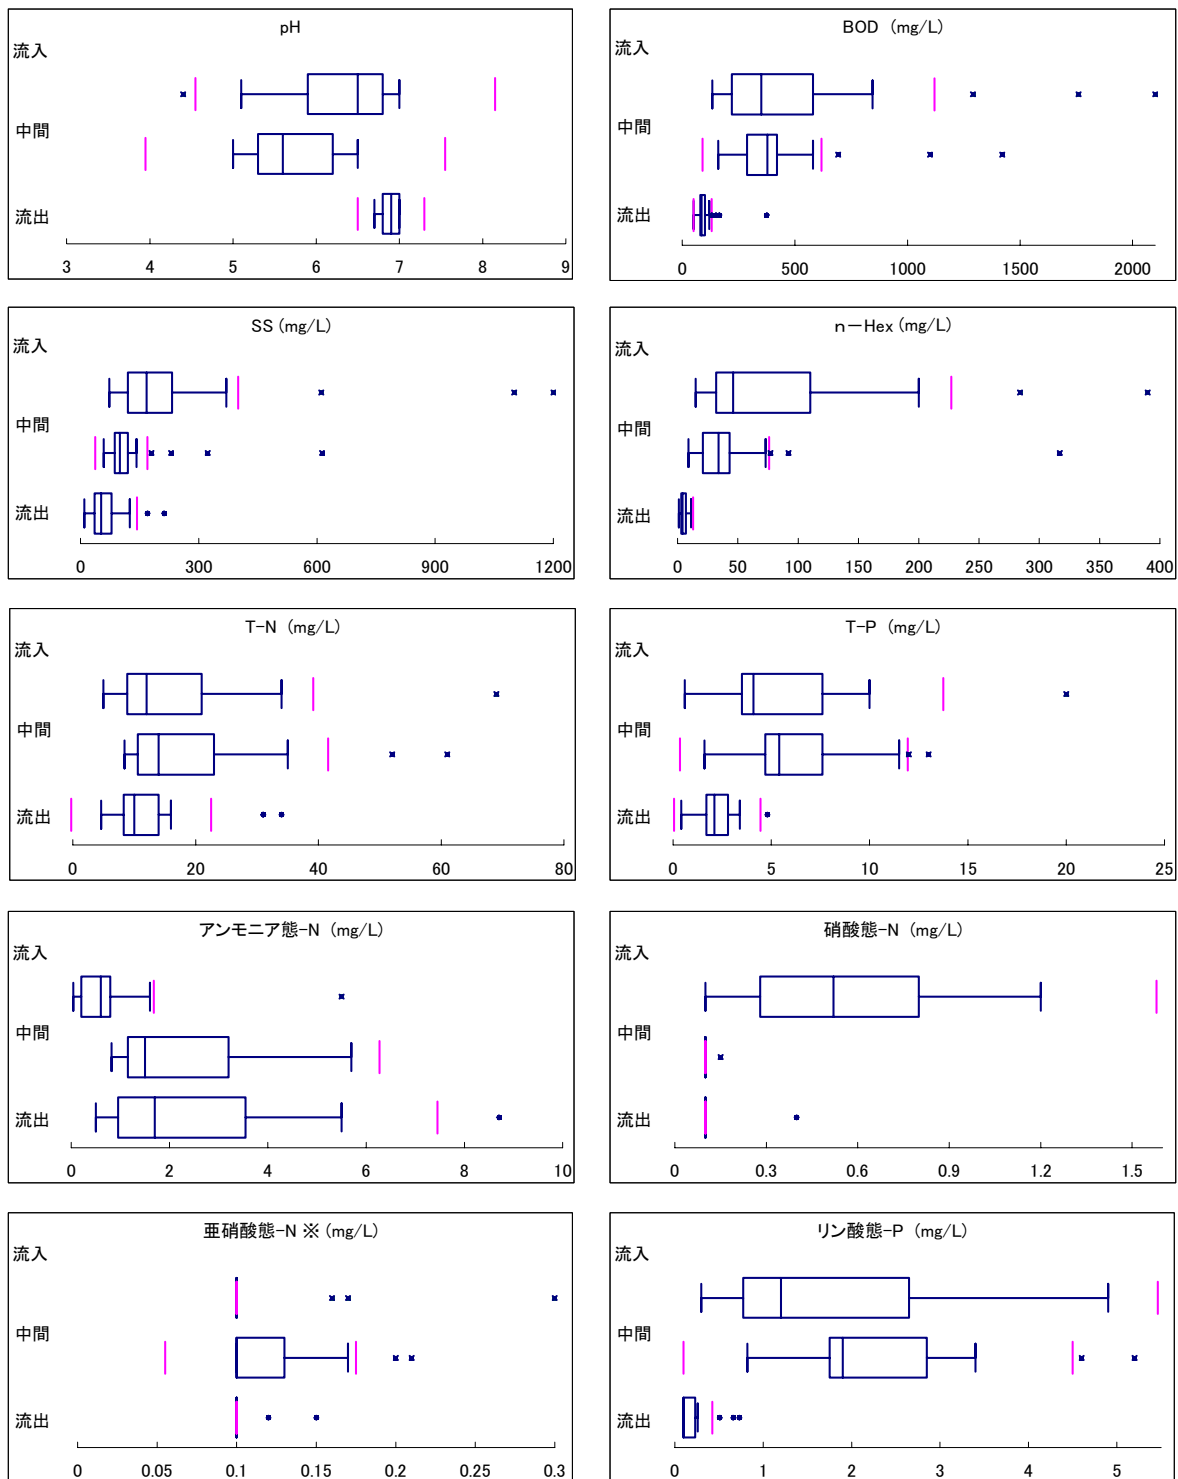 pH
流入
中間
流出
3 4 5 6 7 8 9
BOD (mg/L)
流入
中間
流出
0 500 1000 1500 2000
SS (mg/L)
流入
中間
流出
0 300 600 900 1200
n－Hex (mg/L)
流入
中間
流出
0 50 100 150 200 250 300 350 400
T-N (mg/L)
流入
中間
流出
0 20 40 60 80
T-P (mg/L)
流入
中間
流出
0 5 10 15 20 25
アンモニア態-N (mg/L)
流入
中間
流出
0 2 4 6 8 10
硝酸態-N (mg/L)
流入
中間
流出
0 0.3 0.6 0.9 1.2 1.5
亜硝酸態-N ※ (mg/L)
流入
中間
流出
0 0.05 0.1 0.15 0.2 0.25 0.3
リン酸態-P (mg/L)
流入
中間
流出
0 1 2 3 4 5